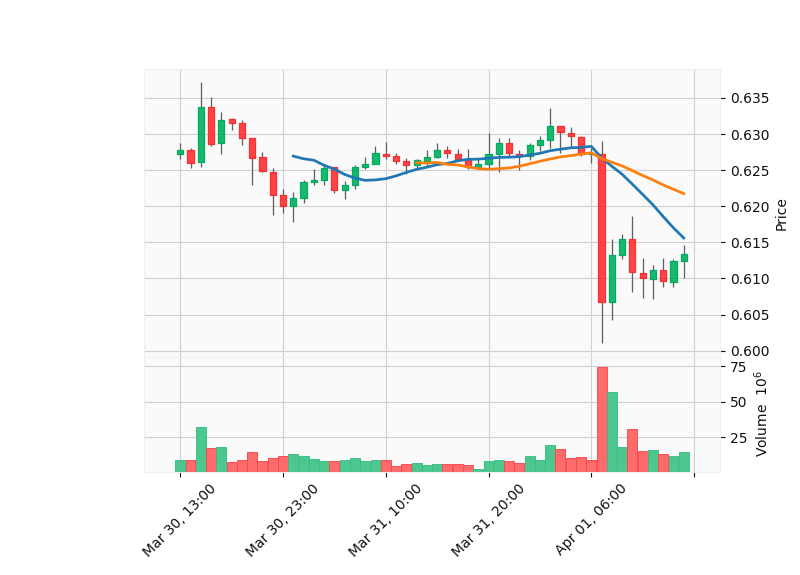 0.635
0.630
0.625
0.620
0.615
0.610
0.605
0.600
Price
75
50
25
Volume 10^6
Mar 30, 13:00
Mar 30, 23:00
Mar 31, 10:00
Mar 31, 20:00
Apr 01, 06:00